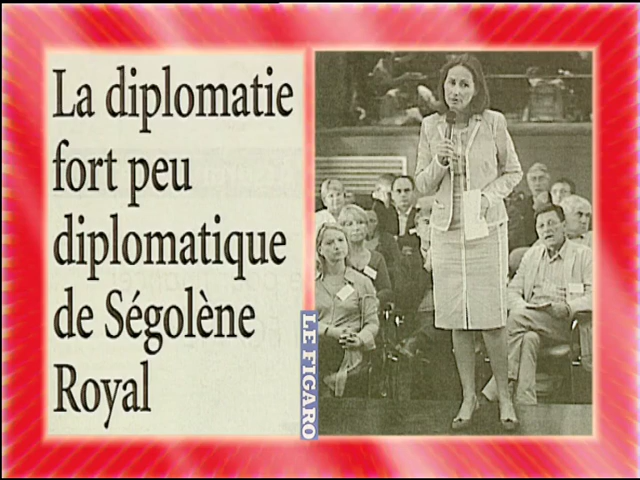 La diplomatie
fort peu
diplomatique
de Ségolène
Royal
LE FIGARO